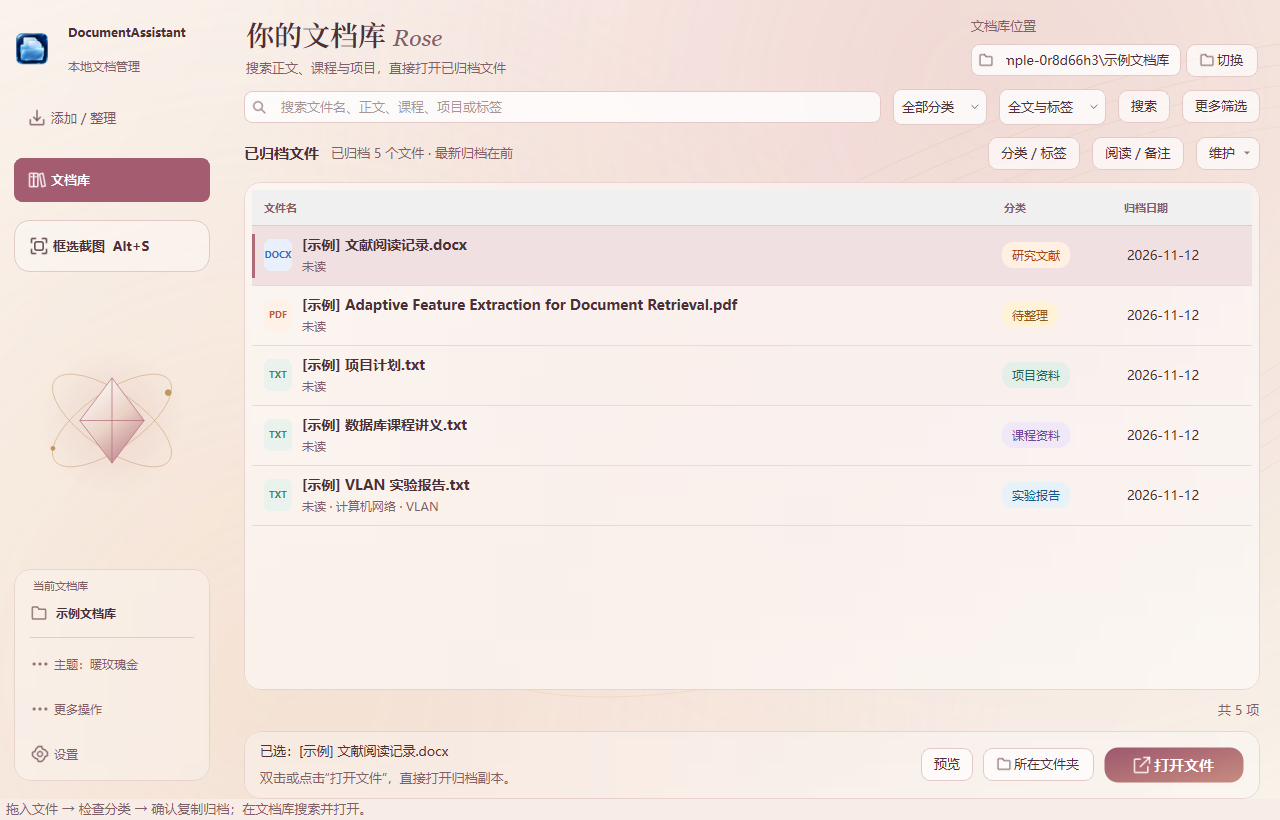 DocumentAssistant
本地文档管理
添加 / 整理
文档库
框选截图 Alt+S
当前文档库
示例文档库
主题：暖玫瑰金
更多操作
设置
你的文档库 Rose
搜索正文、课程与项目，直接打开已归档文件
文档库位置
mple-0r8d66h3\示例文档库
切换
搜索文件名、正文、课程、项目或标签
全部分类
全文与标签
搜索
更多筛选
已归档文件 已归档 5 个文件 · 最新归档在前
分类 / 标签
阅读 / 备注
维护
文件名 分类 归档日期
DOCX [示例] 文献阅读记录.docx 研究文献 2026-11-12
未读
PDF [示例] Adaptive Feature Extraction for Document Retrieval.pdf 待整理 2026-11-12
未读
TXT [示例] 项目计划.txt 项目资料 2026-11-12
未读
TXT [示例] 数据库课程讲义.txt 课程资料 2026-11-12
未读
TXT [示例] VLAN 实验报告.txt 实验报告 2026-11-12
未读 · 计算机网络 · VLAN
共 5 项
已选：[示例] 文献阅读记录.docx
双击或点击“打开文件”，直接打开归档副本。
预览
所在文件夹
打开文件
拖入文件 → 检查分类 → 确认复制归档；在文档库搜索并打开。